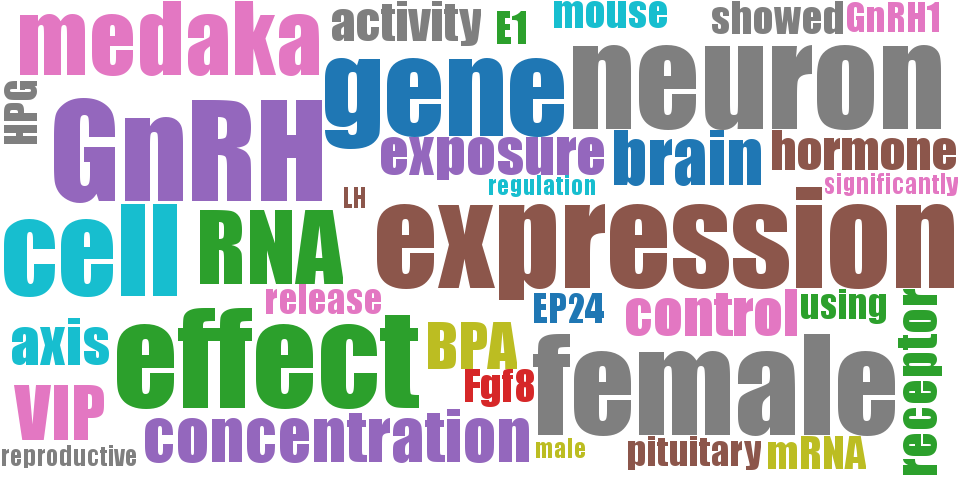 medaka
activity
E1
mouse
showed
GnRH1
HPG
GnRH
gene
neuron
exposure
brain
hormone
regulation
significantly
LH
cell
RNA
expression
release
EP24
control
using
receptor
axis
effect
BPA
Fgf8
female
VIP
concentration
reproductive
male
pituitary
mRNA